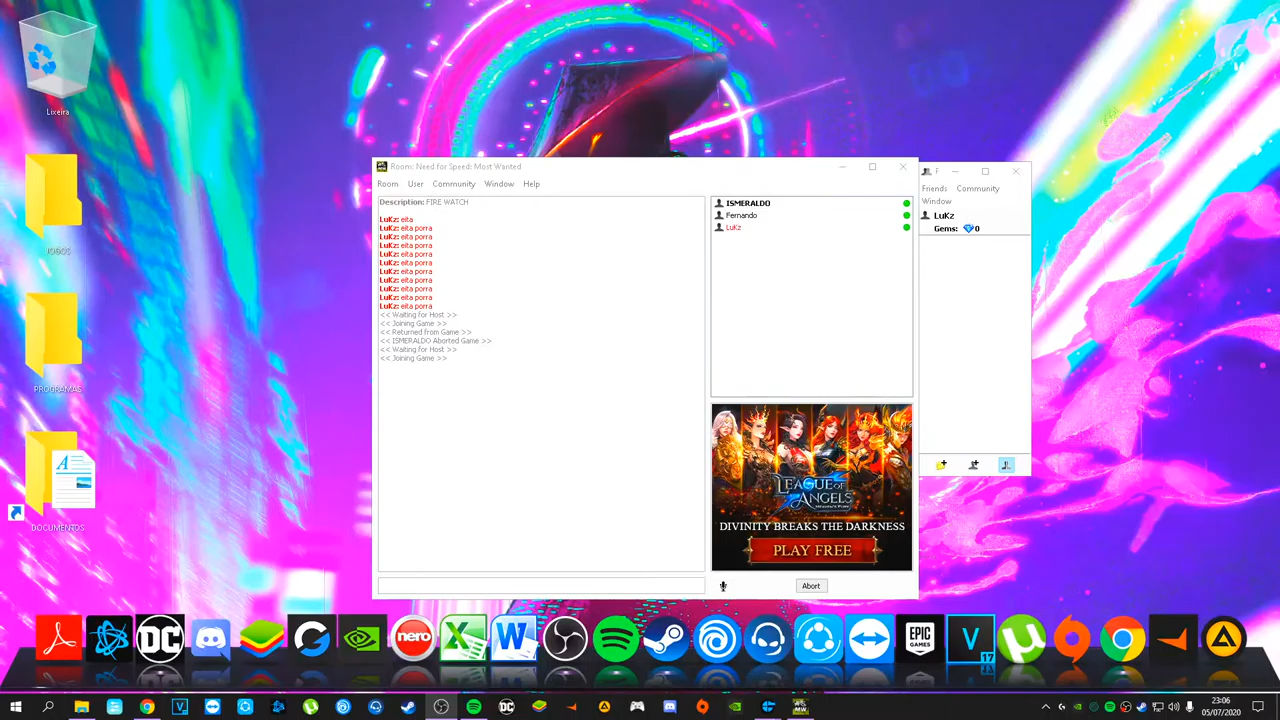 Lixeira
JOGOS
PROGRAMAS
DOCUMENTOS
Room: Need for Speed: Most Wanted
Room User Community Window Help
Description: FIRE WATCH
LuKz: eita
LuKz: eita porra
LuKz: eita porra
LuKz: eita porra
LuKz: eita porra
LuKz: eita porra
LuKz: eita porra
LuKz: eita porra
LuKz: eita porra
LuKz: eita porra
LuKz: eita porra
<< Waiting for Host >>
<< Joining Game >>
<< Returned from Game >>
<< ISMERALDO Aborted Game >>
<< Waiting for Host >>
<< Joining Game >>
ISMERALDO
Fernando
LuKz
LEAGUE OF
ANGELS
DIVINITY BREAKS THE DARKNESS
PLAY FREE
Abort
F
Friends Community
Window
LuKz
Gems: 0
DC
nero
X
W
EPIC
GAMES
V
17
23:06
05/07/2020